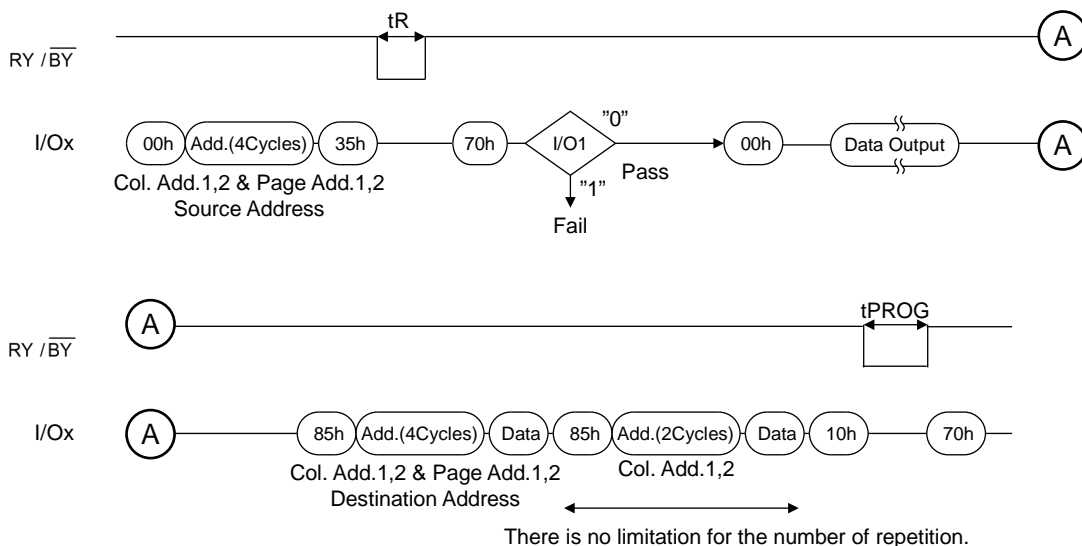 tR
RY / BY
A
I/Ox
00h Add.(4Cycles) 35h 70h I/O1 "0" 00h Data Output A
Pass
"1"
Col. Add.1,2 & Page Add.1,2
Source Address
Fail
A
tPROG
RY / BY
I/Ox
A 85h Add.(4Cycles) Data 85h Add.(2Cycles) Data 10h 70h
Col. Add.1,2 & Page Add.1,2 Col. Add.1,2
Destination Address
There is no limitation for the number of repetition.